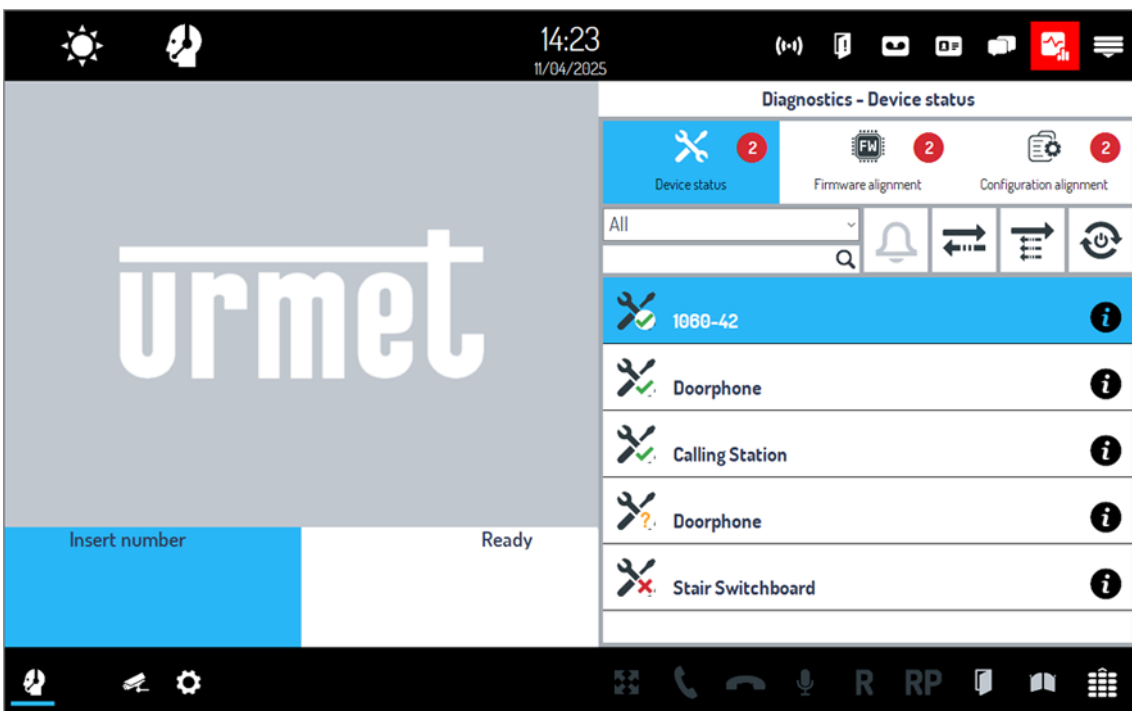 14:23
11/04/2025
urmet
Diagnostics - Device status
2
2
2
Device status
Firmware alignment
Configuration alignment
FW
All
1060-42
Doorphone
Calling Station
Doorphone
Stair Switchboard
Insert number
Ready
R
RP